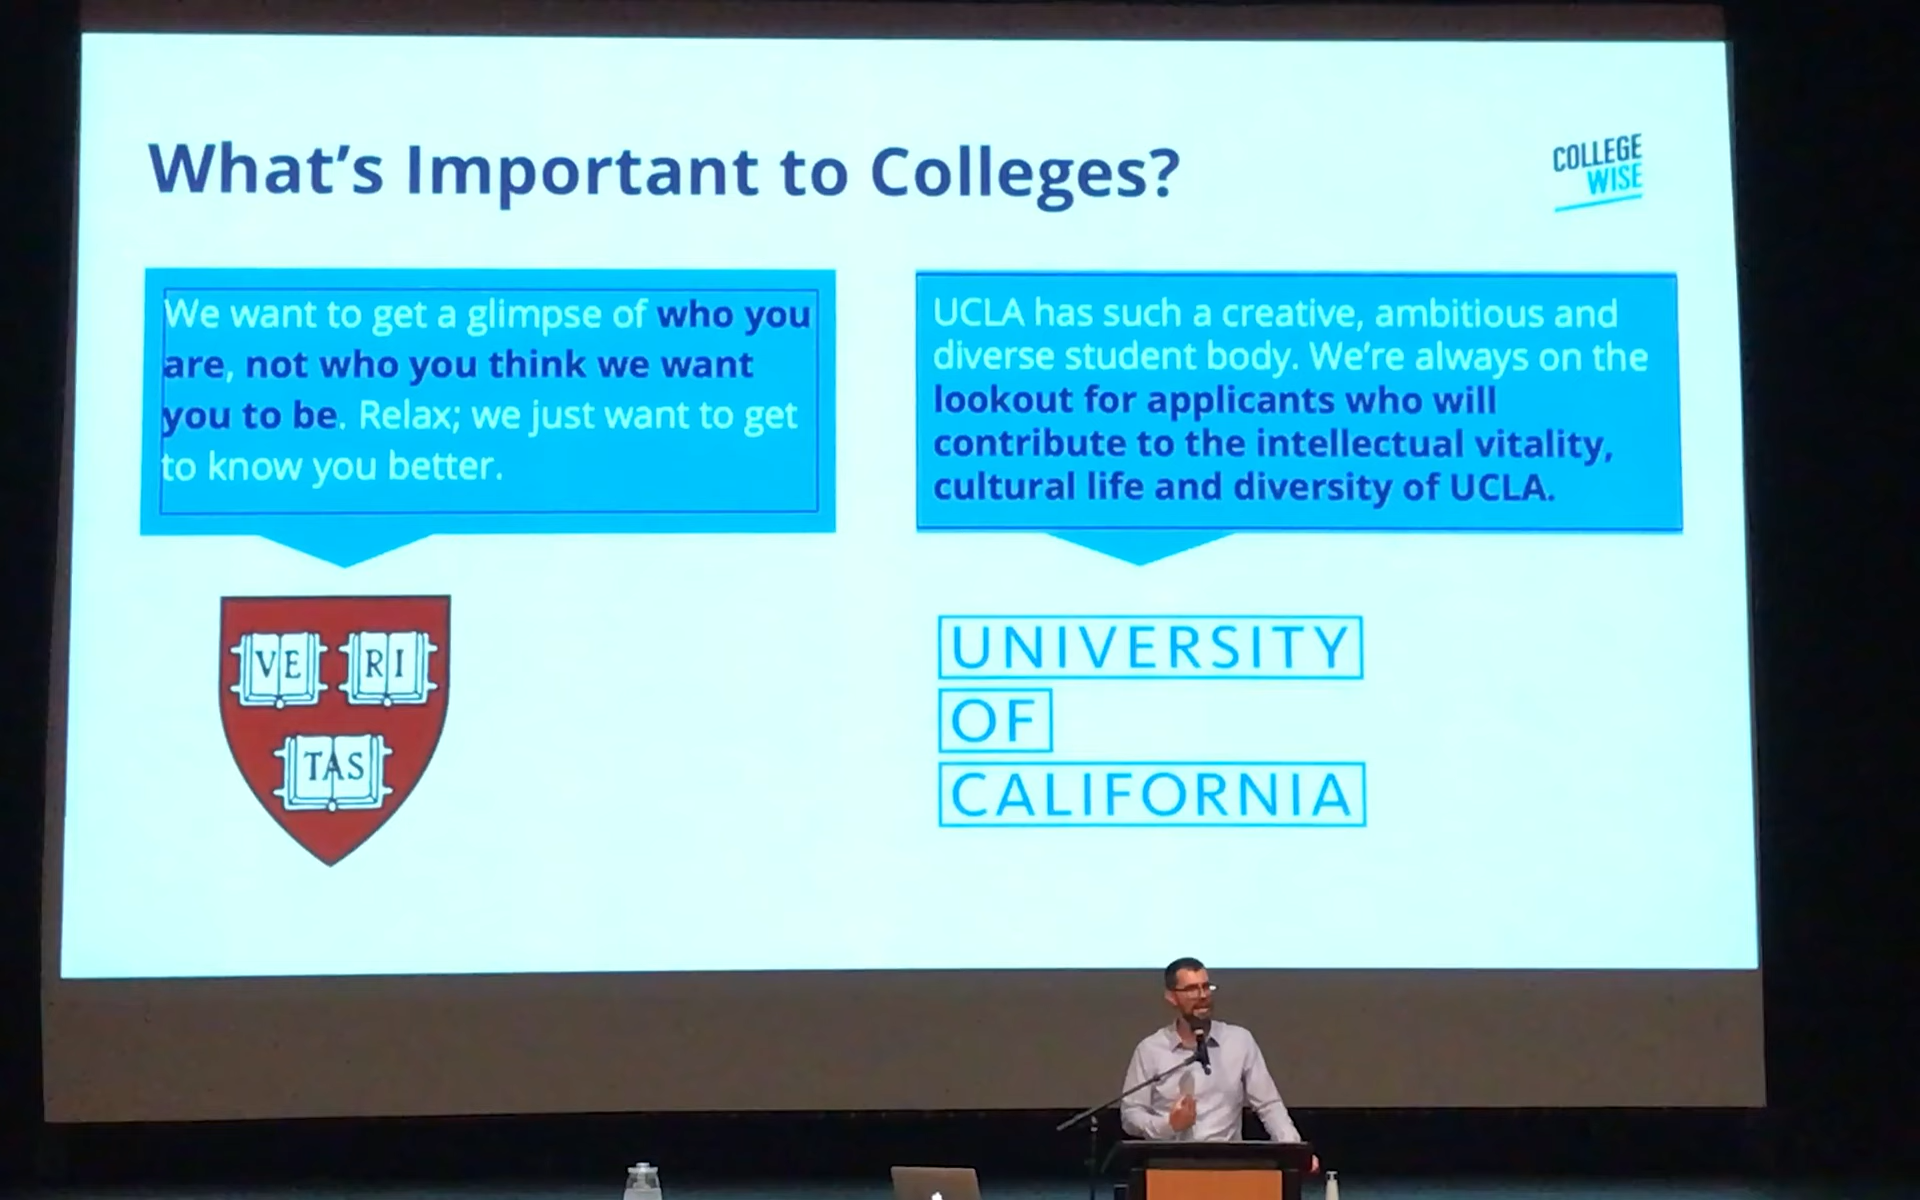 What's Important to Colleges?
COLLEGE
WISE
We want to get a glimpse of who you
are, not who you think we want
you to be. Relax; we just want to get
to know you better.
UCLA has such a creative, ambitious and
diverse student body. We're always on the
lookout for applicants who will
contribute to the intellectual vitality,
cultural life and diversity of UCLA.
VE RI
TAS
UNIVERSITY
OF
CALIFORNIA